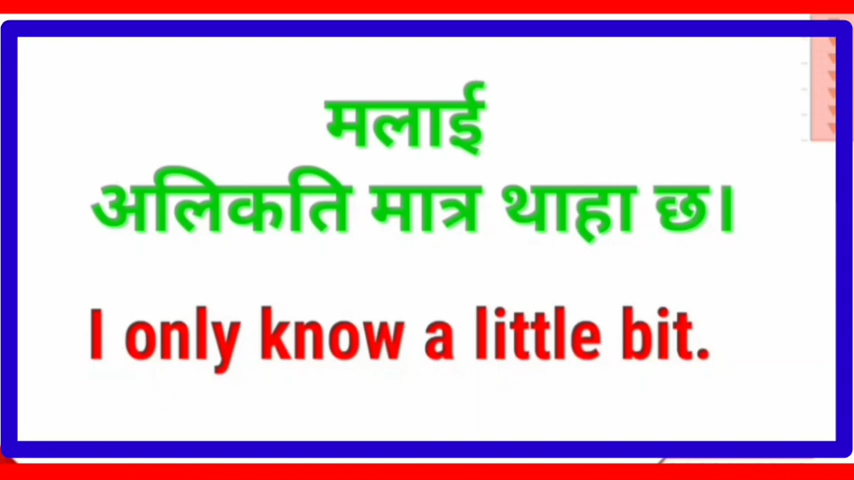 मलाई
अलिकति मात्र थाहा छ।
I only know a little bit.